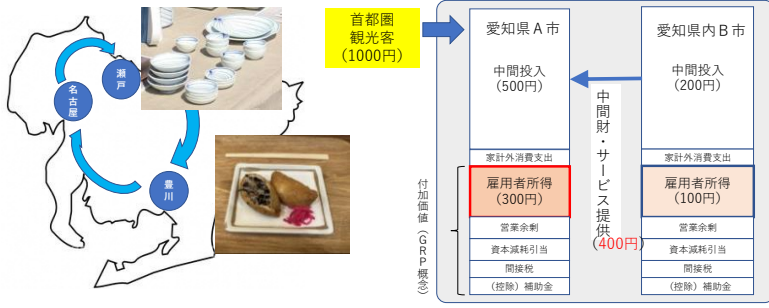 瀬戸
名古屋
豊川
首都圏
観光客
(1000円)
愛知県A市
中間投入
(500円)
家計外消費支出
雇用者所得
(300円)
営業余剰
資本減耗引当
間接税
(控除)補助金
付加価値(GRP概念)
中間財・サービス提供
(400円)
愛知県内B市
中間投入
(200円)
家計外消費支出
雇用者所得
(100円)
営業余剰
資本減耗引当
間接税
(控除)補助金